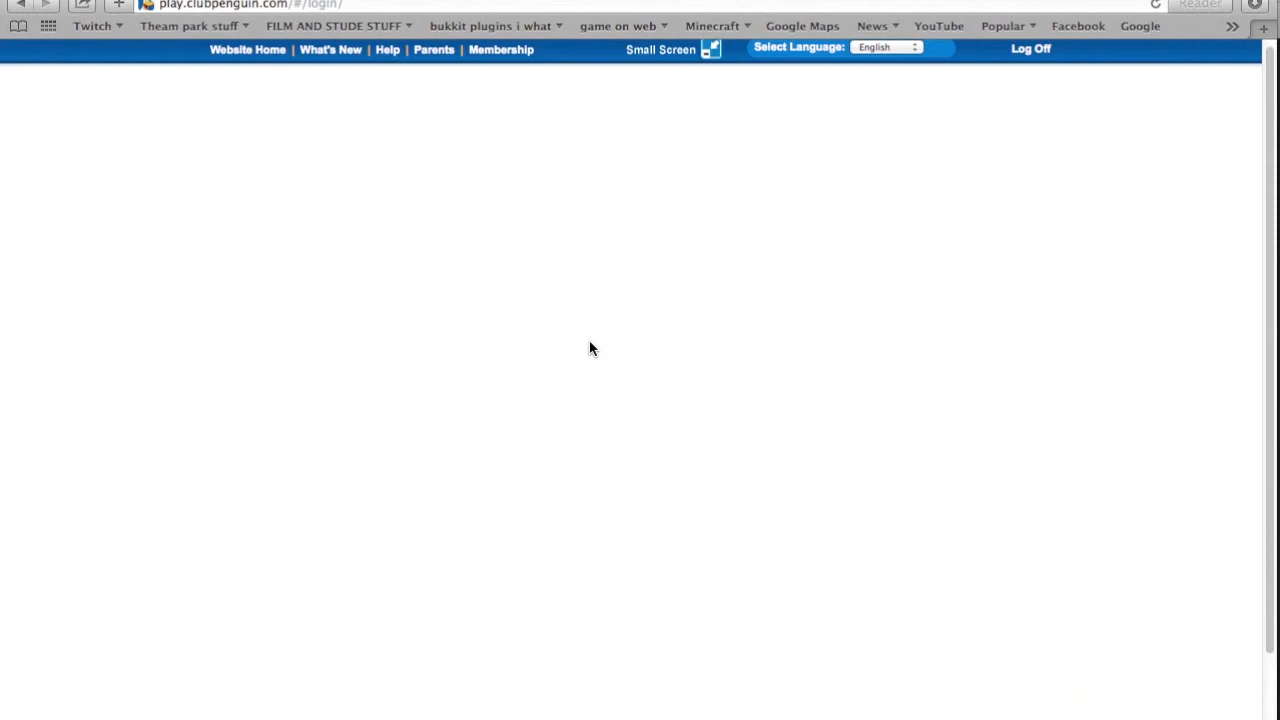 play.clubpenguin.com/#/login/
Reader
Twitch Theam park stuff FILM AND STUDE STUFF bukkit plugins i what game on web Minecraft Google Maps News YouTube Popular Facebook Google
Website Home | What's New | Help | Parents | Membership Small Screen Select Language: English Log Off